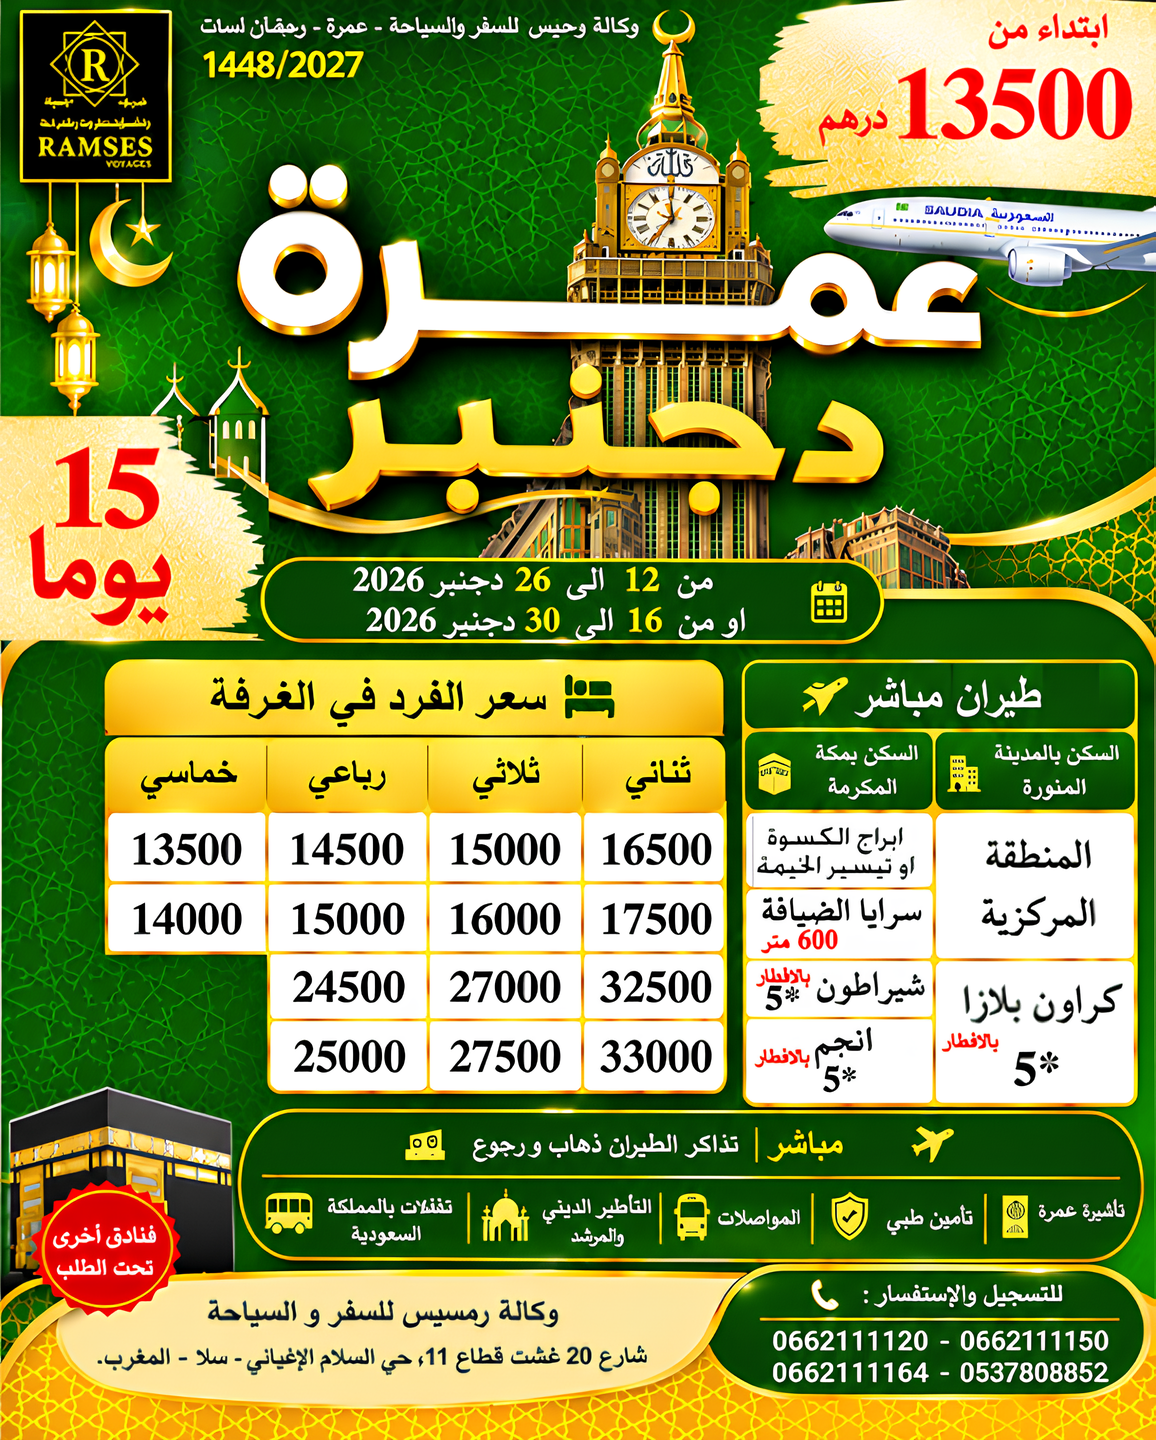 وكالة وحيس للسفر والسياحة - عمرة - رحقان لسات
1448/2027
ابتداء من
13500 درهم
R
RAMSES
VOYAGES
الله
SAUDIA السعودية
عمرة
دجنبر
15
يوما
من 12 الى 26 دجنبر 2026
او من 16 الى 30 دجنبر 2026
طيران مباشر
السكن بالمدينة المنورة
السكن بمكة المكرمة
المنطقة المركزية
ابراج الكسوة
او تيسير الخيمة
سرايا الضيافة
600 متر
كراون بلازا
بالافطار
5*
شيراطون 5* بالافطار
انجم 5* بالافطار
سعر الفرد في الغرفة
ثنائي ثلاثي رباعي خماسي
16500 15000 14500 13500
17500 16000 15000 14000
32500 27000 24500
33000 27500 25000
مباشر | تذاكر الطيران ذهاب و رجوع
تأشيرة عمرة
تأمين طبي
المواصلات
التأطير الديني
والمرشد
تنقلات بالمملكة
السعودية
فنادق أخرى
تحت الطلب
وكالة رمسيس للسفر و السياحة
شارع 20 غشت قطاع 11، حي السلام الإغياني - سلا - المغرب.
للتسجيل والإستفسار :
0662111120 - 0662111150
0662111164 - 0537808852